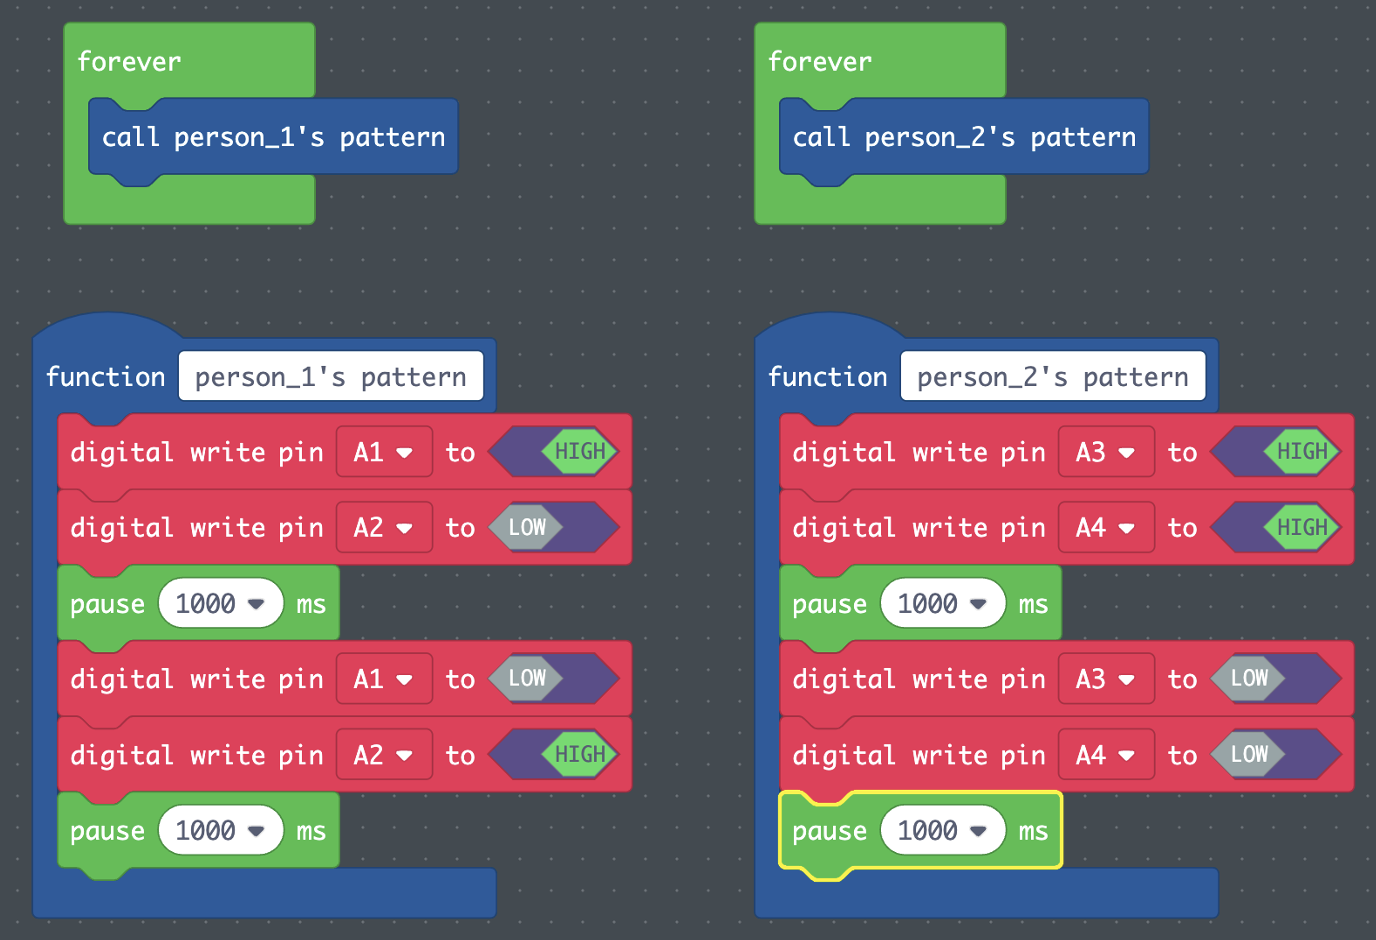 forever
call person_1's pattern
function person_1's pattern
digital write pin A1 to HIGH
digital write pin A2 to LOW
pause 1000 ms
digital write pin A1 to LOW
digital write pin A2 to HIGH
pause 1000 ms
forever
call person_2's pattern
function person_2's pattern
digital write pin A3 to HIGH
digital write pin A4 to HIGH
pause 1000 ms
digital write pin A3 to LOW
digital write pin A4 to LOW
pause 1000 ms